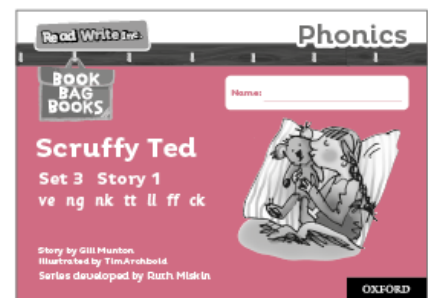 Read Write Inc.
Phonics
BOOK
BAG
BOOKS
Name:
Scruffy Ted
Set 3 Story 1
ve ng nk tt ll ff ck
Story by Gill Munton
Illustrated by Tim Archbold
Series developed by Ruth Miskin
OXFORD